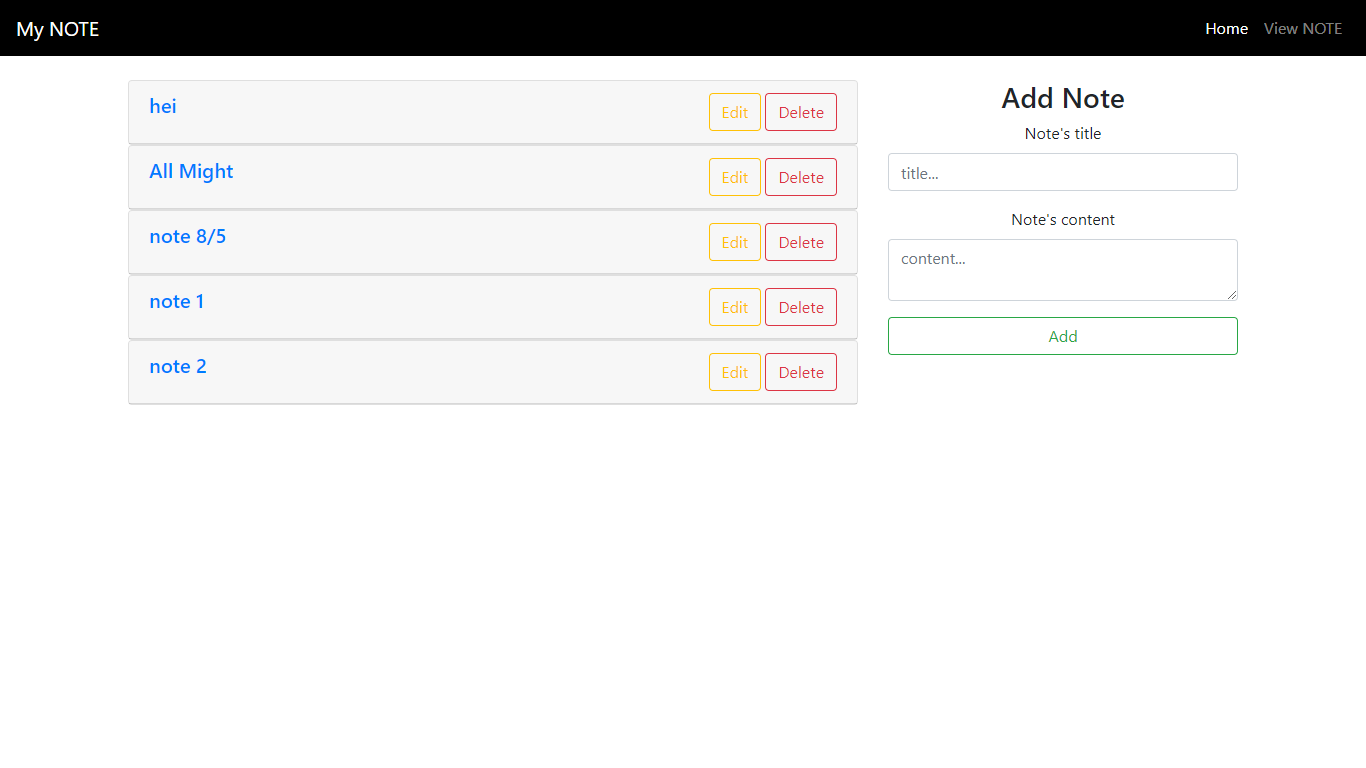 My NOTE
Home View NOTE
hei Edit Delete
All Might Edit Delete
note 8/5 Edit Delete
note 1 Edit Delete
note 2 Edit Delete
Add Note
Note's title
title...
Note's content
content...
Add